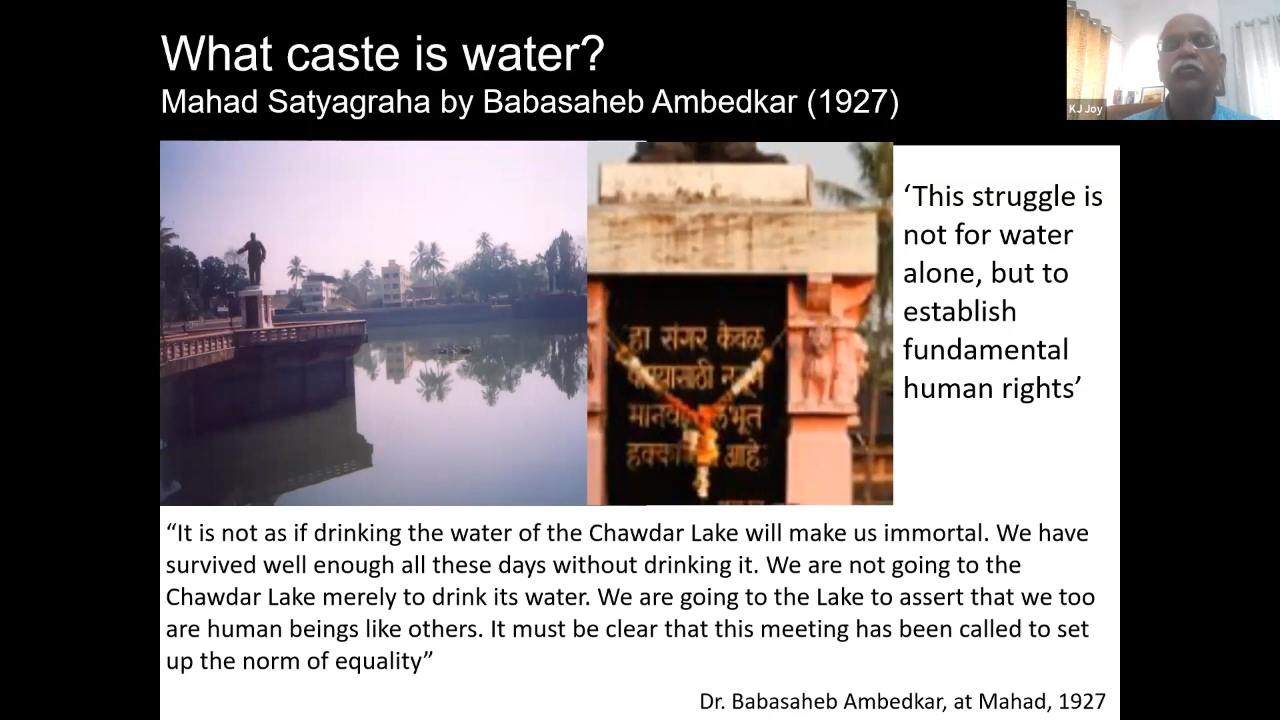 What caste is water?
Mahad Satyagraha by Babasaheb Ambedkar (1927)
KJ Joy
हा संगर केवळ
आहे
‘This struggle is
not for water
alone, but to
establish
fundamental
human rights’
“It is not as if drinking the water of the Chawdar Lake will make us immortal. We have
survived well enough all these days without drinking it. We are not going to the
Chawdar Lake merely to drink its water. We are going to the Lake to assert that we too
are human beings like others. It must be clear that this meeting has been called to set
up the norm of equality”
Dr. Babasaheb Ambedkar, at Mahad, 1927